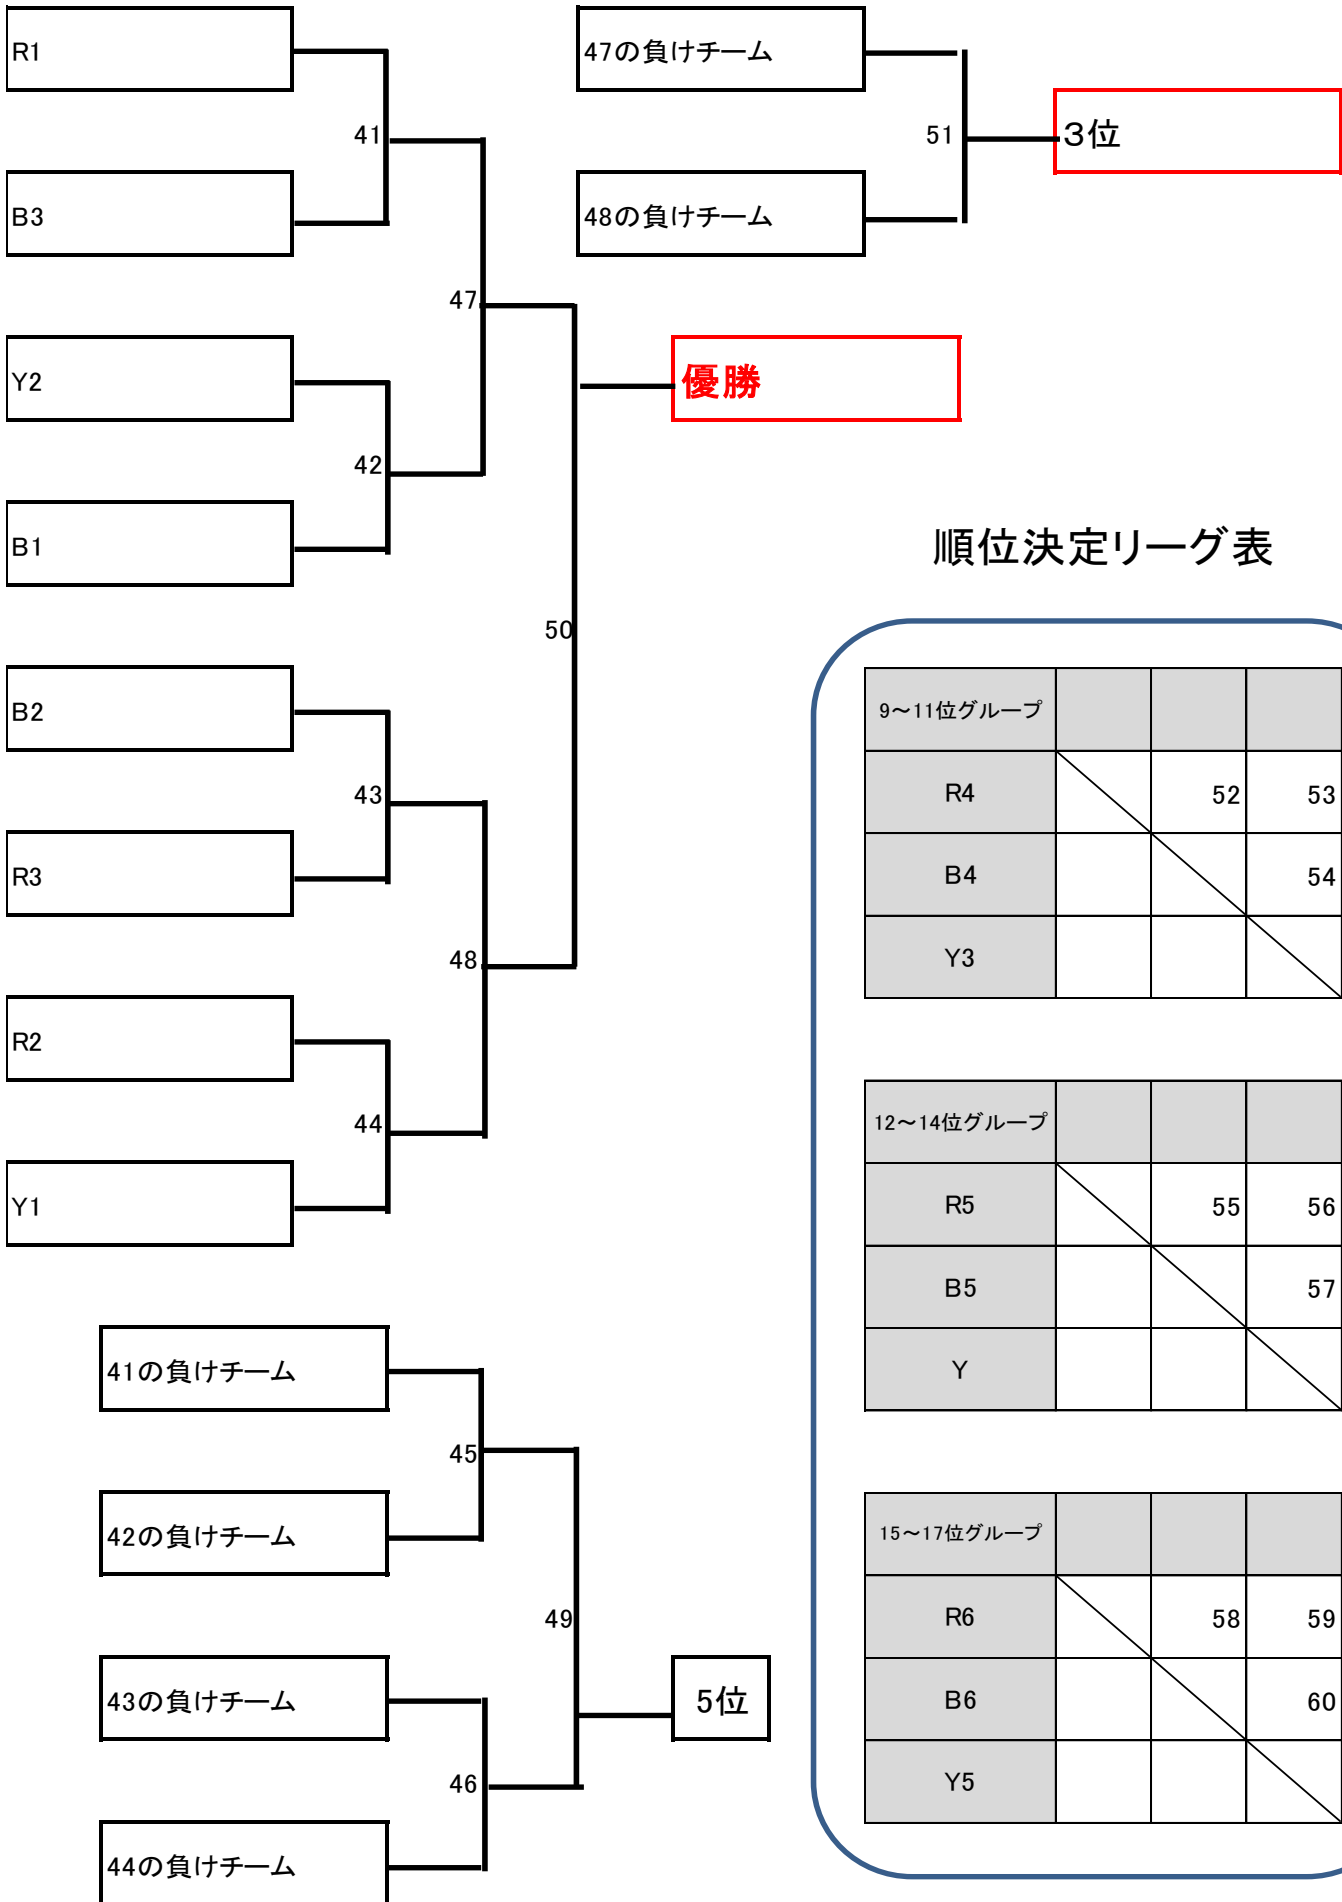 R1
41
B3
47
Y2
42
B1
50
B2
43
R3
48
R2
44
Y1
優勝
47の負けチーム
51
48の負けチーム
3位
41の負けチーム
45
42の負けチーム
49
43の負けチーム
46
44の負けチーム
5位
順位決定リーグ表
9～11位グループ
R4 52 53
B4 54
Y3
12～14位グループ
R5 55 56
B5 57
Y
15～17位グループ
R6 58 59
B6 60
Y5